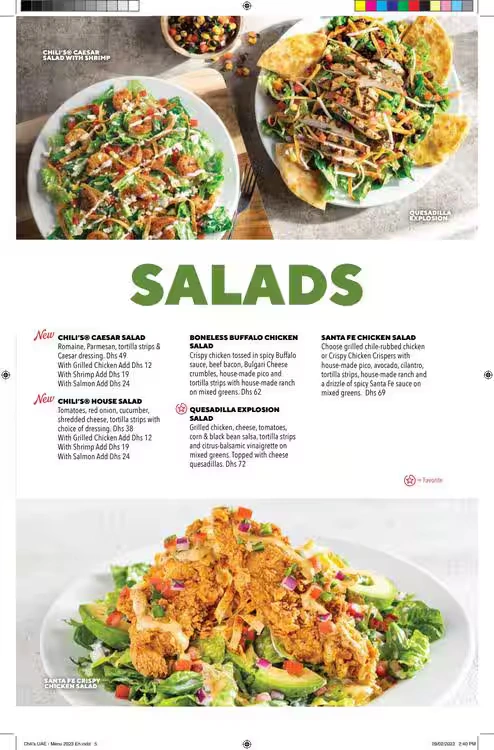 CHILI'S® CAESAR
SALAD WITH SHRIMP
QUESADILLA
EXPLOSION
SALADS
New
CHILI'S® CAESAR SALAD
Romaine, Parmesan, tortilla strips &
Caesar dressing. Dhs 49
With Grilled Chicken Add Dhs 12
With Shrimp Add Dhs 19
With Salmon Add Dhs 24
New
CHILI'S® HOUSE SALAD
Tomatoes, red onion, cucumber,
shredded cheese, tortilla strips with
choice of dressing. Dhs 38
With Grilled Chicken Add Dhs 12
With Shrimp Add Dhs 19
With Salmon Add Dhs 24
BONELESS BUFFALO CHICKEN
SALAD
Crispy chicken tossed in spicy Buffalo
sauce, beef bacon, Bulgari Cheese
crumbles, house-made pico and
tortilla strips with house-made ranch
on mixed greens. Dhs 62
QUESADILLA EXPLOSION
SALAD
Grilled chicken, cheese, tomatoes,
corn & black bean salsa, tortilla strips
and citrus-balsamic vinaigrette on
mixed greens. Topped with cheese
quesadillas. Dhs 72
SANTA FE CHICKEN SALAD
Choose grilled chile-rubbed chicken
or Crispy Chicken Crispers with
house-made pico, avocado, cilantro,
tortilla strips, house-made ranch and
a drizzle of spicy Santa Fe sauce on
mixed greens. Dhs 69
= Favorite
SANTA FE CRISPY
CHICKEN SALAD
Chili's UAE - Menu 2023 En.indd 5
09/02/2023 2:40 PM